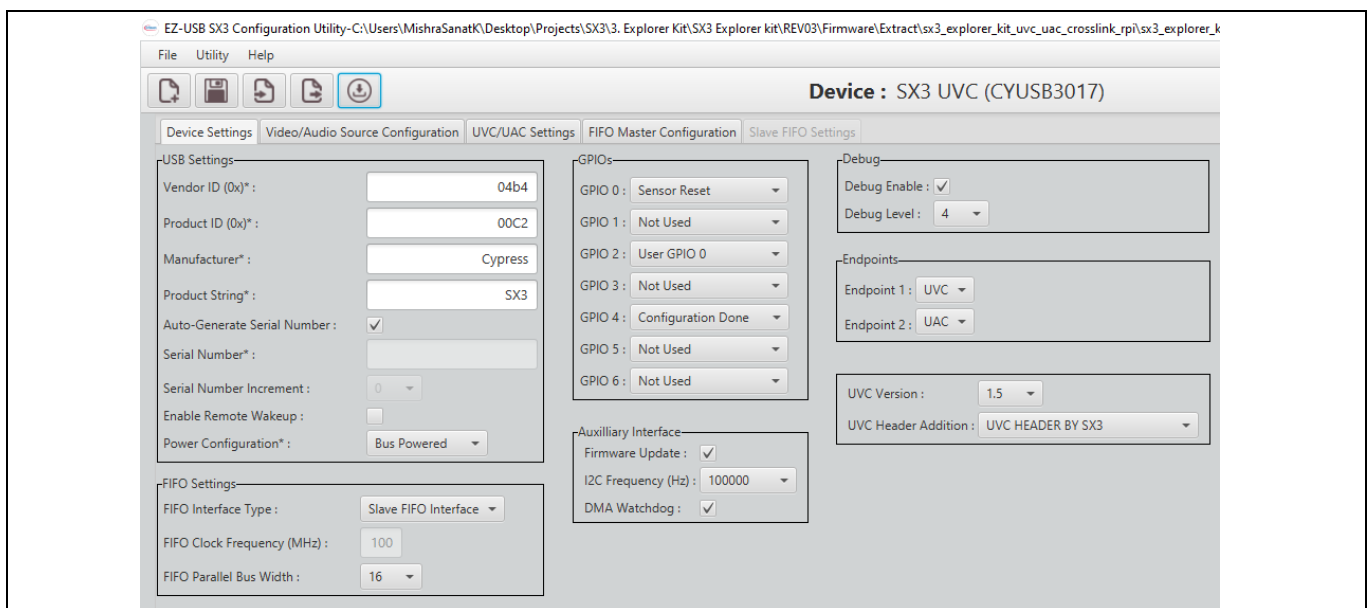 EZ-USB SX3 Configuration Utility-C:\Users\MishraSanatK\Desktop\Projects\SX3\3. Explorer Kit\SX3 Explorer kit\REV03\Firmware\Extract\sx3_explorer_kit_uvc_uac_crosslink_rpi\sx3_explorer_k
File Utility Help
Device : SX3 UVC (CYUSB3017)
Device Settings Video/Audio Source Configuration UVC/UAC Settings FIFO Master Configuration Slave FIFO Settings
USB Settings
Vendor ID (0x)* : 04b4
Product ID (0x)* : 00C2
Manufacturer* : Cypress
Product String* : SX3
Auto-Generate Serial Number :
Serial Number* :
Serial Number Increment : 0
Enable Remote Wakeup :
Power Configuration* : Bus Powered
FIFO Settings
FIFO Interface Type : Slave FIFO Interface
FIFO Clock Frequency (MHz) : 100
FIFO Parallel Bus Width : 16
GPIOs
GPIO 0 : Sensor Reset
GPIO 1 : Not Used
GPIO 2 : User GPIO 0
GPIO 3 : Not Used
GPIO 4 : Configuration Done
GPIO 5 : Not Used
GPIO 6 : Not Used
Auxilliary Interface
Firmware Update :
I2C Frequency (Hz) : 100000
DMA Watchdog :
Debug
Debug Enable :
Debug Level : 4
Endpoints
Endpoint 1 : UVC
Endpoint 2 : UAC
UVC Version : 1.5
UVC Header Addition : UVC HEADER BY SX3